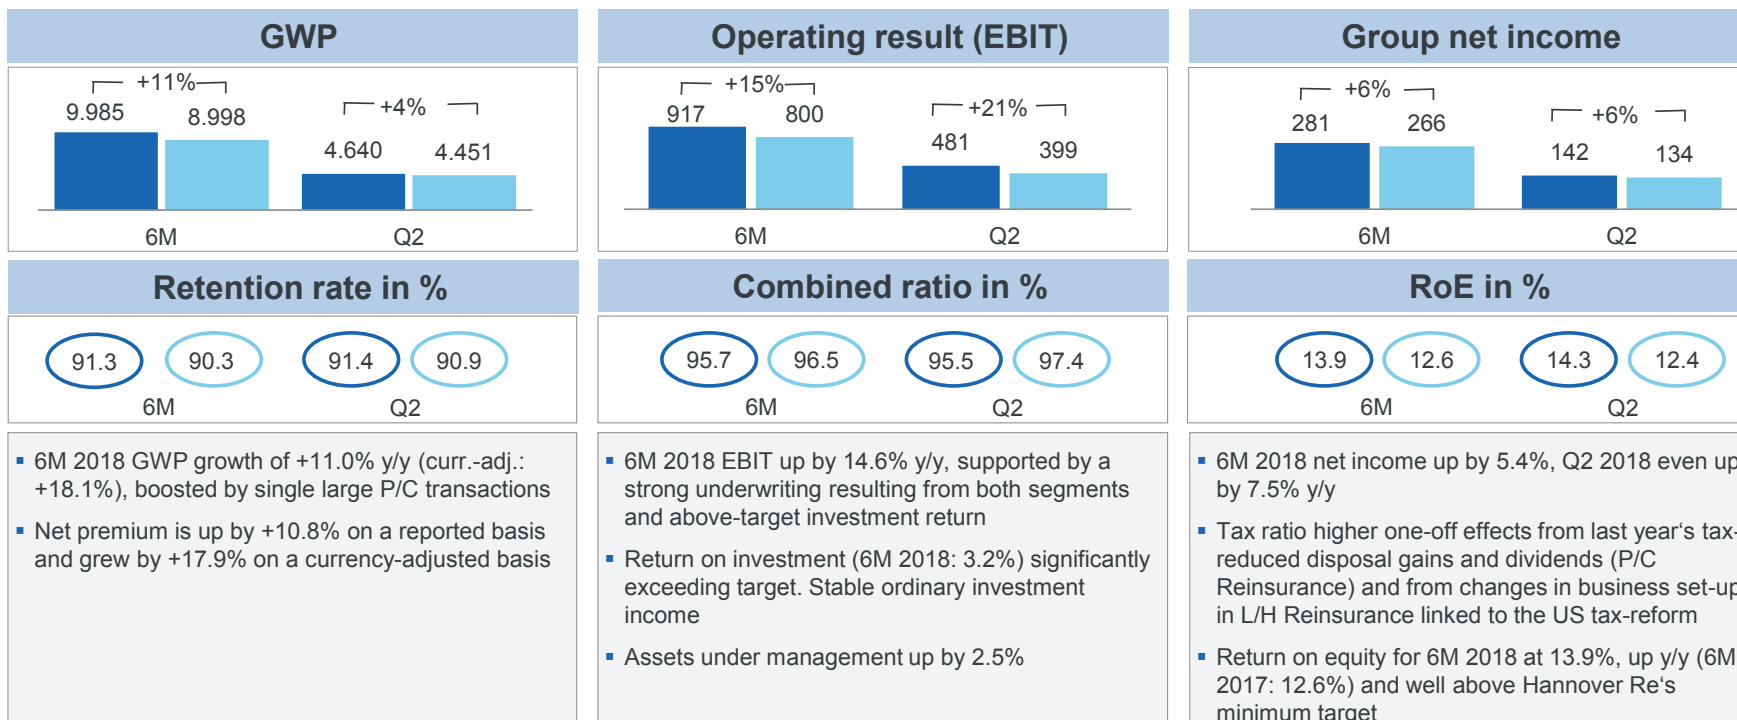 GWP
+11%
9.985
8.998
+4%
4.640
4.451
6M
Q2
Operating result (EBIT)
+15%
917
800
+21%
481
399
6M
Q2
Group net income
+6%
281
266
+6%
142
134
6M
Q2
Retention rate in %
91.3
90.3
91.4
90.9
6M
Q2
Combined ratio in %
95.7
96.5
95.5
97.4
6M
Q2
RoE in %
13.9
12.6
14.3
12.4
6M
Q2
▪ 6M 2018 GWP growth of +11.0% y/y (curr.-adj.:
+18.1%), boosted by single large P/C transactions
▪ Net premium is up by +10.8% on a reported basis
and grew by +17.9% on a currency-adjusted basis
▪ 6M 2018 EBIT up by 14.6% y/y, supported by a
strong underwriting resulting from both segments
and above-target investment return
▪ Return on investment (6M 2018: 3.2%) significantly
exceeding target. Stable ordinary investment
income
▪ Assets under management up by 2.5%
▪ 6M 2018 net income up by 5.4%, Q2 2018 even up
by 7.5% y/y
▪ Tax ratio higher one-off effects from last year‘s tax-
reduced disposal gains and dividends (P/C
Reinsurance) and from changes in business set-up
in L/H Reinsurance linked to the US tax-reform
▪ Return on equity for 6M 2018 at 13.9%, up y/y (6M
2017: 12.6%) and well above Hannover Re‘s
minimum target